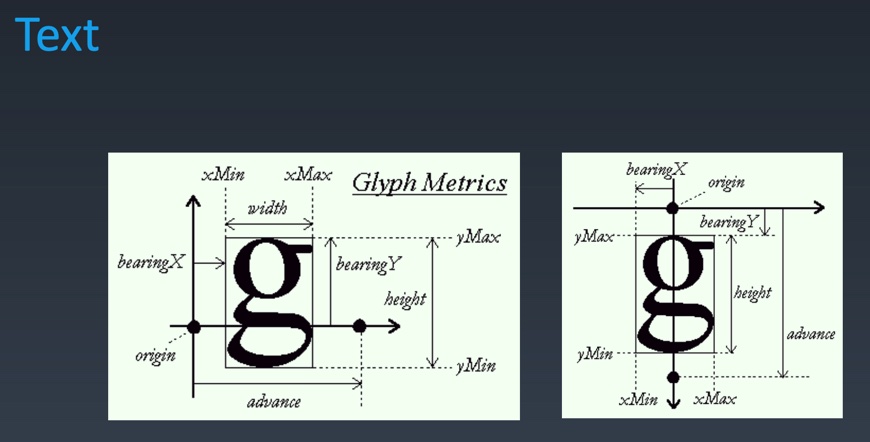 Text
xMin
xMax
Glyph Metrics
width
yMax
bearingX
bearingY
g
height
origin
yMin
advance
bearingX
origin
bearingY
yMax
g
height
advance
yMin
xMin
xMax